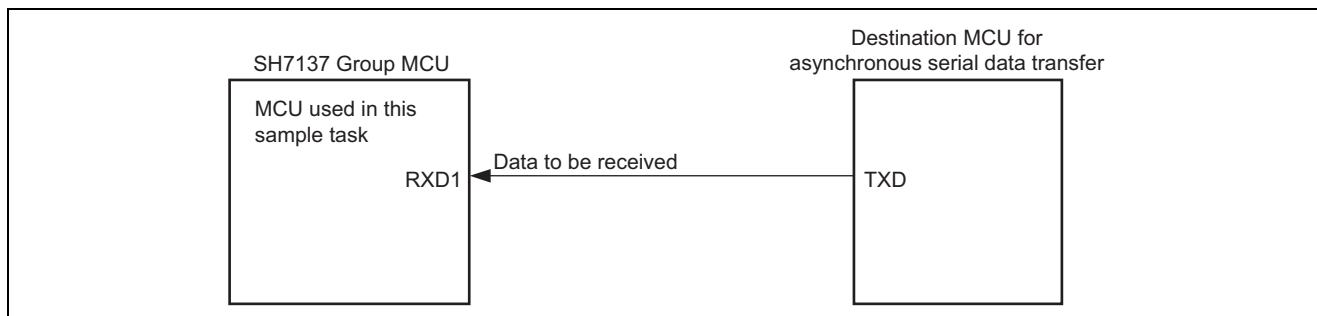 SH7137 Group MCU
MCU used in this
sample task
RXD1
Data to be received
Destination MCU for
asynchronous serial data transfer
TXD